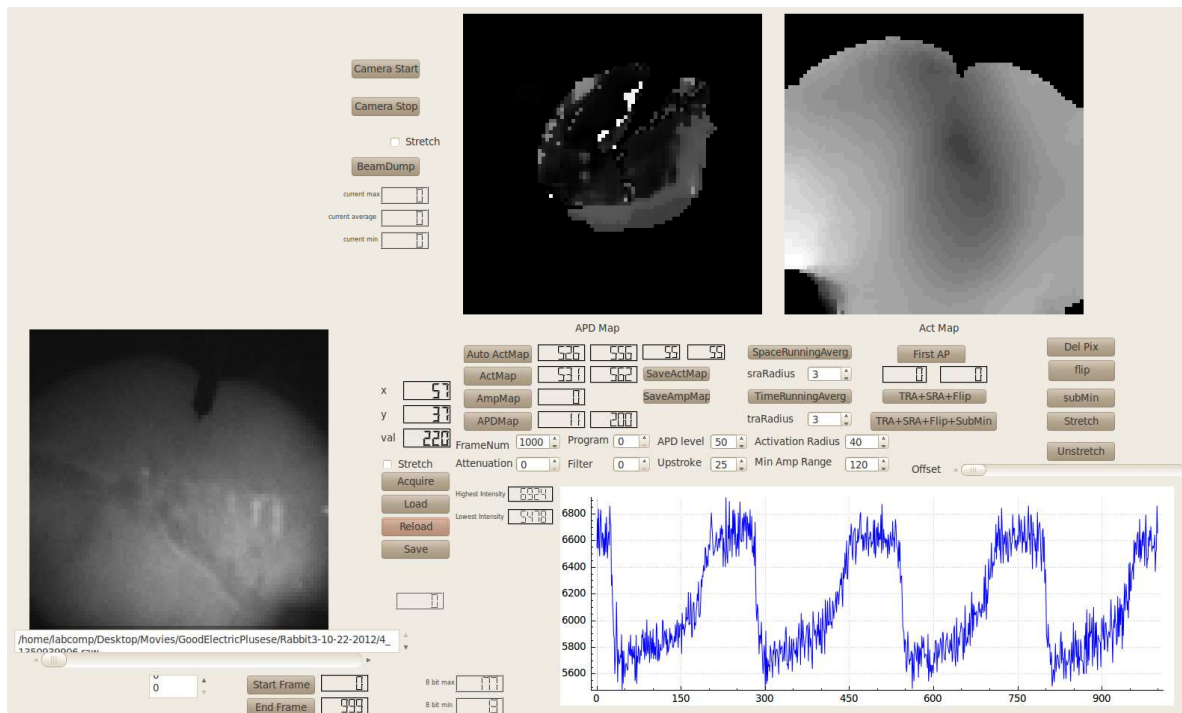 Camera Start
Camera Stop
Stretch
BeamDump
current max 0
current average 0
current min 0
APD Map
Act Map
Auto ActMap 526 556 55 55
ActMap 531 562 SaveActMap
AmpMap 0 SaveAmpMap
APDMap 11 200
SpaceRunningAverg
sraRadius 3
TimeRunningAverg
traRadius 3
First AP
0 0
TRA+SRA+Flip
TRA+SRA+Flip+SubMin
Del Pix
flip
subMin
Stretch
Unstretch
x 57
y 37
val 220
FrameNum 1000 Program 0 APD level 50 Activation Radius 40
Attenuation 0 Filter 0 Upstroke 25 Min Amp Range 120
Offset
Stretch
Acquire
Load
Reload
Save
0
Highest Intensity 6924
Lowest Intensity 5478
6800
6600
6400
6200
6000
5800
5600
0 150 300 450 600 750 900
/home/labcomp/Desktop/Movies/GoodElectricPlusese/Rabbit3-10-22-2012/4_
0
Start Frame 0
End Frame 999
8 bit max 177
8 bit min 19